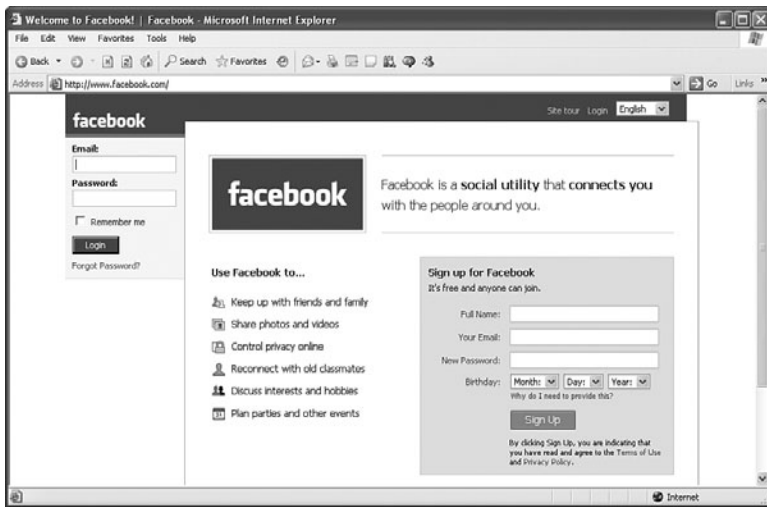 Welcome to Facebook! | Facebook - Microsoft Internet Explorer
File Edit View Favorites Tools Help
Back Search Favorites
Address http://www.facebook.com/ Go Links »
Site tour Login English
facebook
Email:
Password:
Remember me
Login
Forgot Password?
facebook
Facebook is a social utility that connects you
with the people around you.
Use Facebook to...
Keep up with friends and family
Share photos and videos
Control privacy online
Reconnect with old classmates
Discuss interests and hobbies
Plan parties and other events
Sign up for Facebook
It's free and anyone can join.
Full Name:
Your Email:
New Password:
Birthday: Month: Day: Year:
Why do I need to provide this?
Sign Up
By clicking Sign Up, you are indicating that
you have read and agree to the Terms of Use
and Privacy Policy.
Internet